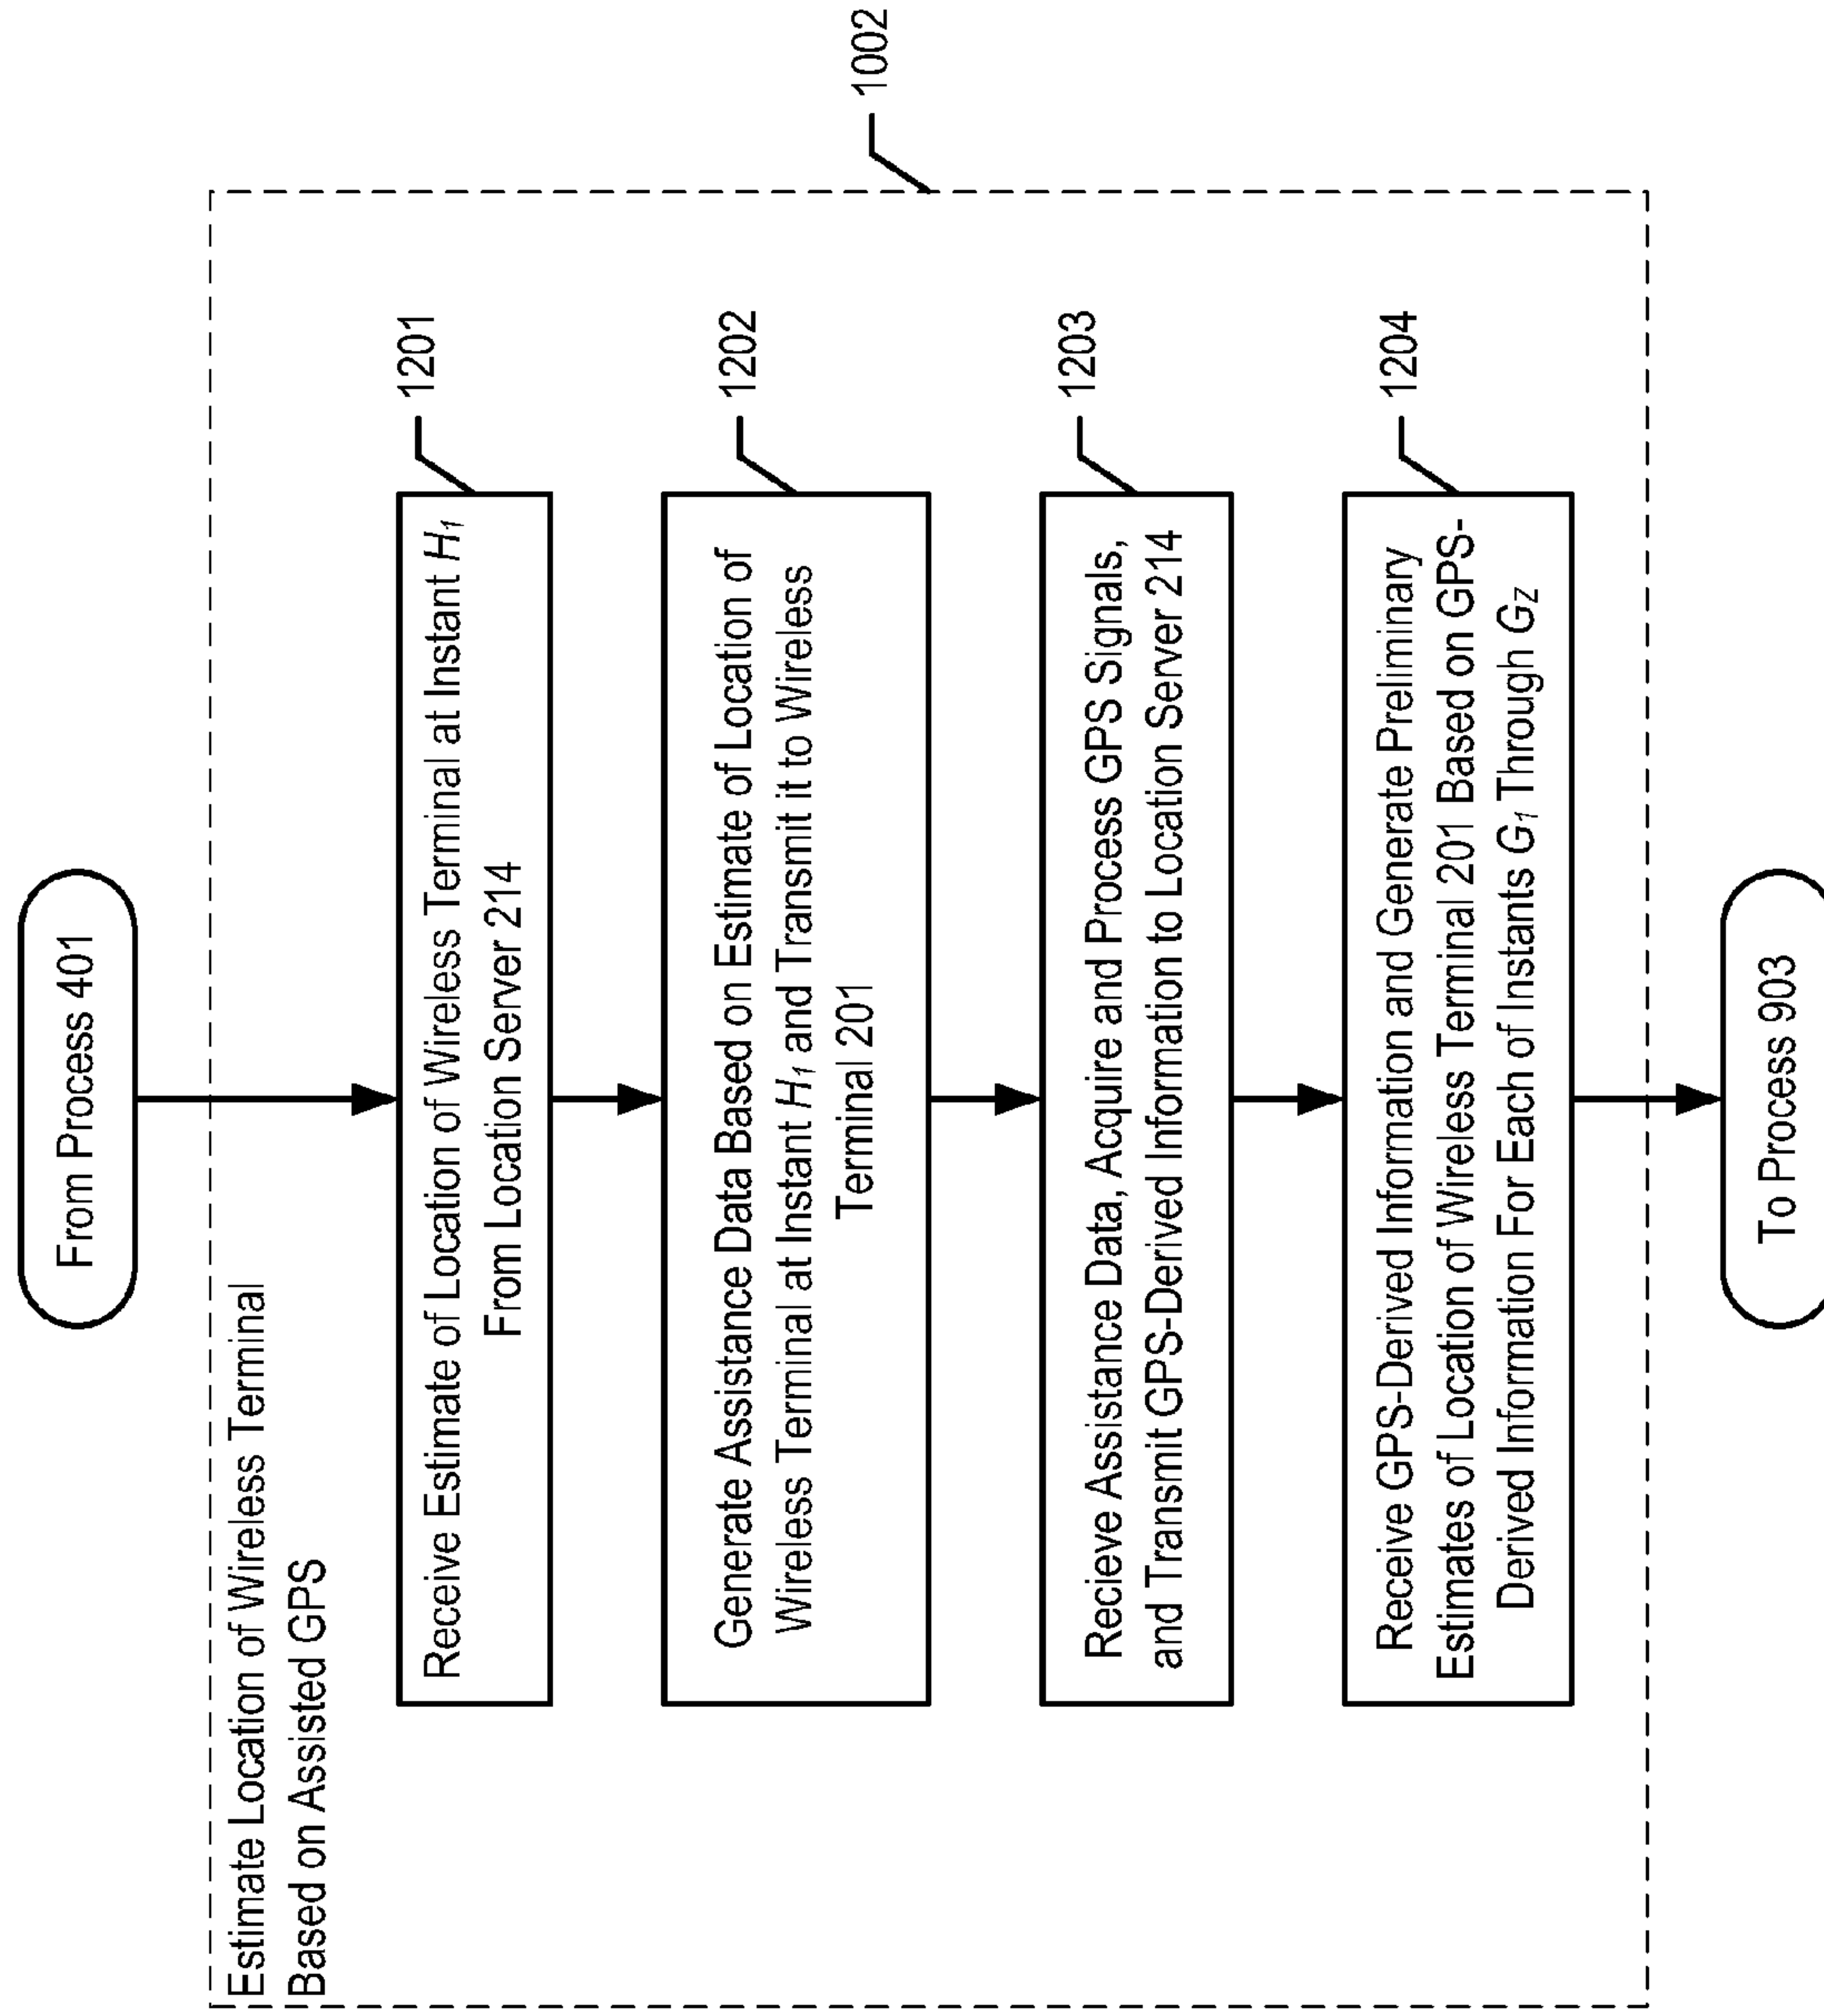 From Process 401
Estimate Location of Wireless Terminal
Based on Assisted GPS
1002
Receive Estimate of Location of Wireless Terminal at Instant H1
From Location Server 214
1201
Generate Assistance Data Based on Estimate of Location of
Wireless Terminal at Instant H1 and Transmit it to Wireless
Terminal 201
1202
Recieve Assistance Data, Acquire and Process GPS Signals,
and Transmit GPS-Derived Information to Location Server 214
1203
Receive GPS-Derived Information and Generate Preliminary
Estimates of Location of Wireless Terminal 201 Based on GPS-
Derived Information For Each of Instants G1 Through GZ
1204
To Process 903